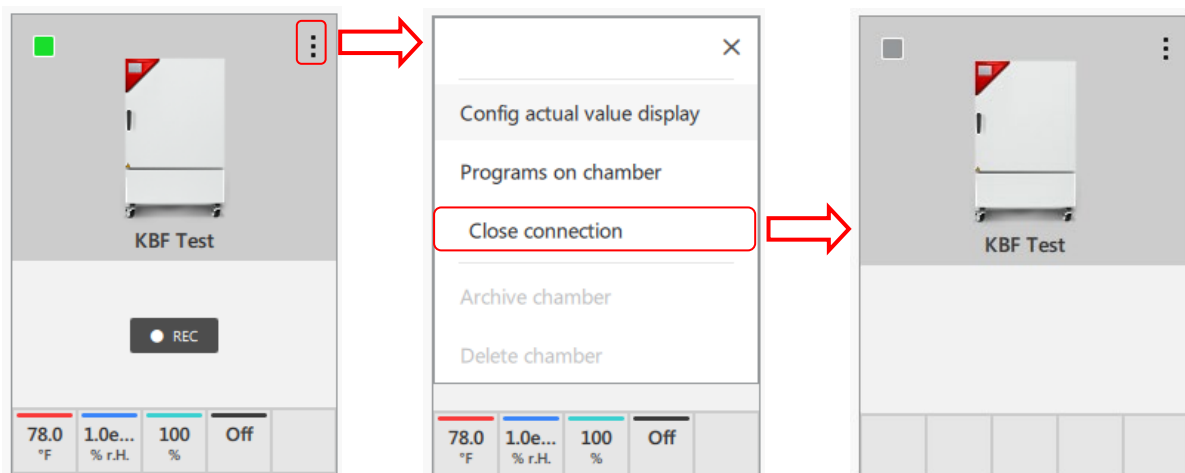 KBF Test
REC
78.0 1.0e... 100 Off
°F % r.H. %
Config actual value display
Programs on chamber
Close connection
Archive chamber
Delete chamber
78.0 1.0e... 100 Off
°F % r.H. %
KBF Test